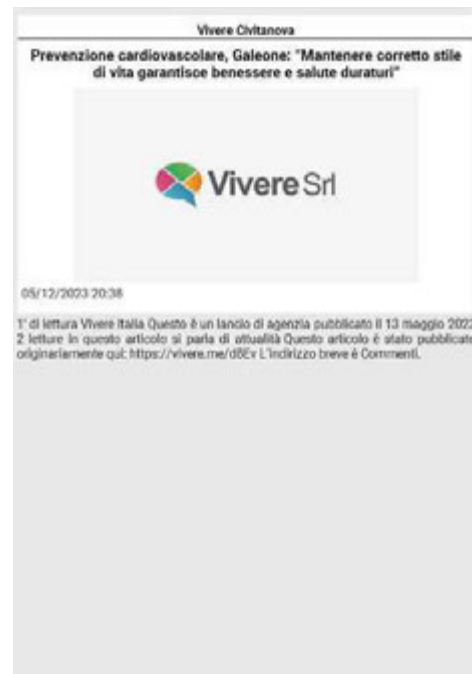 Vivere Civitanova
Prevenzione cardiovascolare, Galeone: "Mantenere corretto stile
di vita garantisce benessere e salute duraturi"
Vivere Srl
05/12/2023 20:38
1' di lettura Vivere Italia Questo è un lancio di agenzia pubblicato il 13 maggio 2023
2 letture In questo articolo si parla di attualità Questo articolo è stato pubblicato
originariamente qui: https://vivere.me/d8Ev L'indirizzo breve è Commenti.